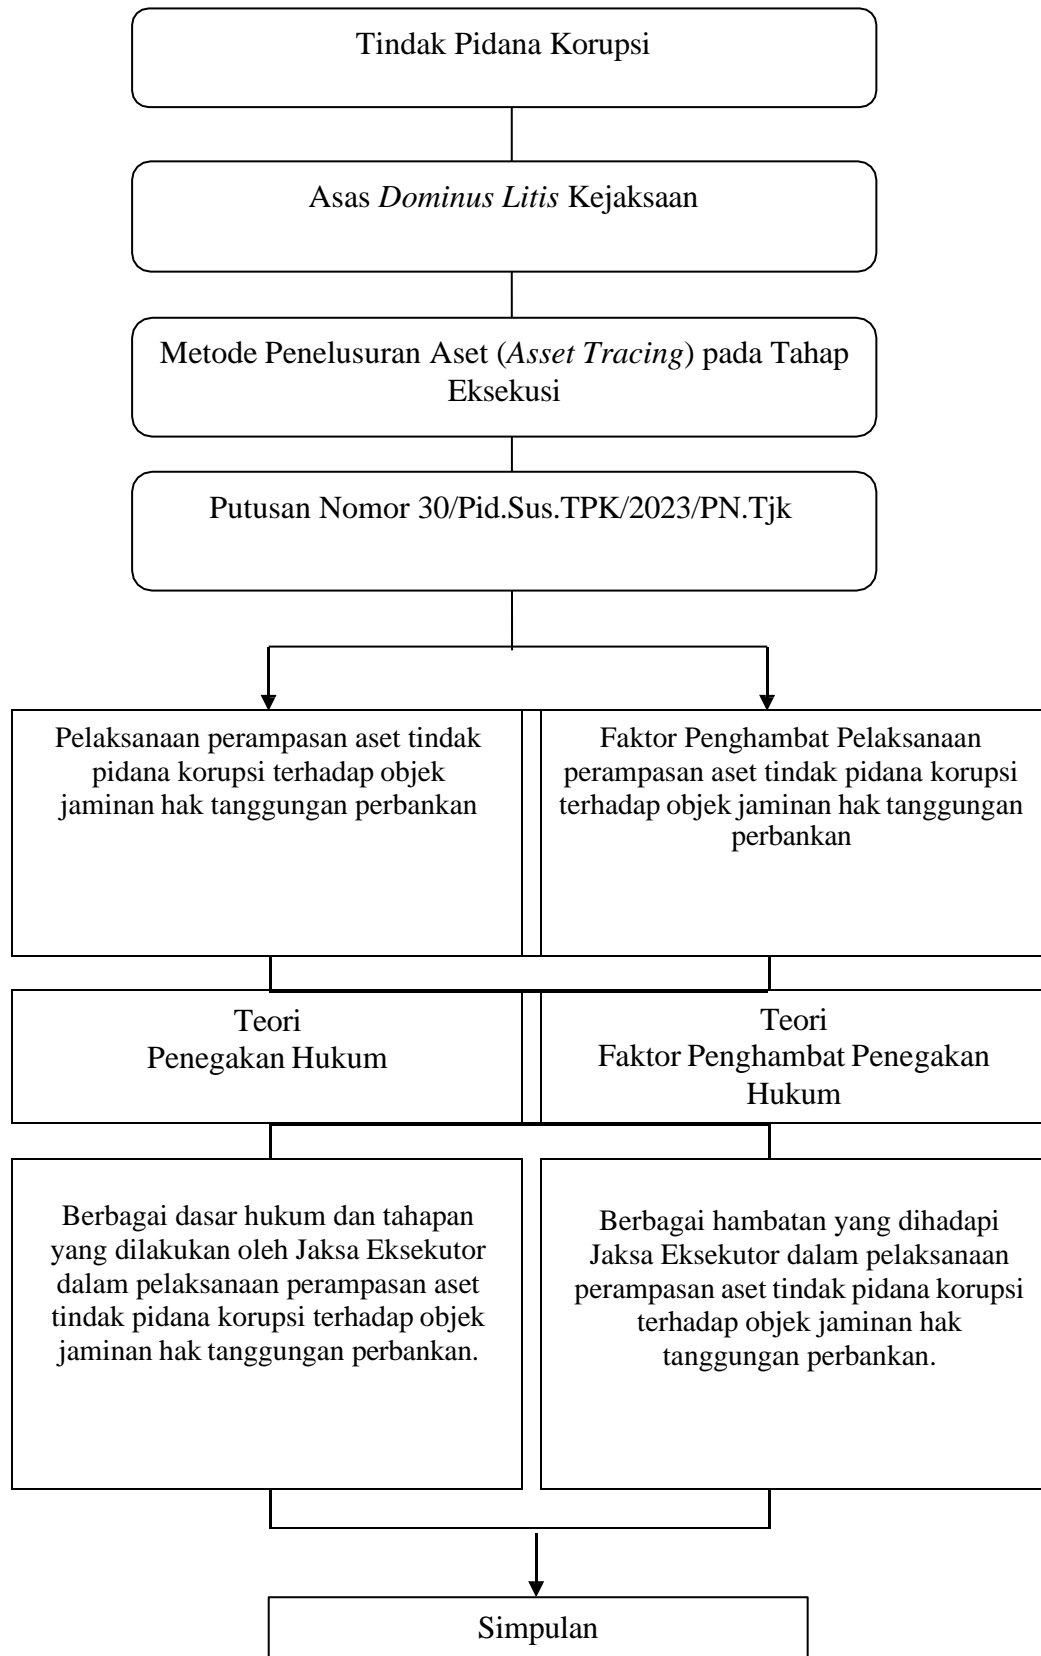 Tindak Pidana Korupsi
Asas Dominus Litis Kejaksaan
Metode Penelusuran Aset (Asset Tracing) pada Tahap
Eksekusi
Putusan Nomor 30/Pid.Sus.TPK/2023/PN.Tjk
Pelaksanaan perampasan aset tindak
pidana korupsi terhadap objek
jaminan hak tanggungan perbankan
Faktor Penghambat Pelaksanaan
perampasan aset tindak pidana korupsi
terhadap objek jaminan hak tanggungan
perbankan
Teori
Penegakan Hukum
Teori
Faktor Penghambat Penegakan
Hukum
Berbagai dasar hukum dan tahapan
yang dilakukan oleh Jaksa Eksekutor
dalam pelaksanaan perampasan aset
tindak pidana korupsi terhadap objek
jaminan hak tanggungan perbankan.
Berbagai hambatan yang dihadapi
Jaksa Eksekutor dalam pelaksanaan
perampasan aset tindak pidana korupsi
terhadap objek jaminan hak
tanggungan perbankan.
Simpulan